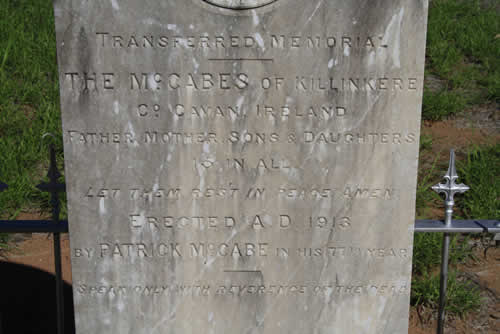 TRANSFERRED MEMORIAL
THE McCABES OF KILLINKERE
Co. CAVAN, IRELAND
FATHER, MOTHER, SONS & DAUGHTERS
IN ALL
LET THEM REST IN PEACE AMEN
ERECTED A.D. 1913
BY PATRICK McCABE IN HIS 77TH YEAR
SPEAK ONLY WITH REVERENCE OF THE DEAD